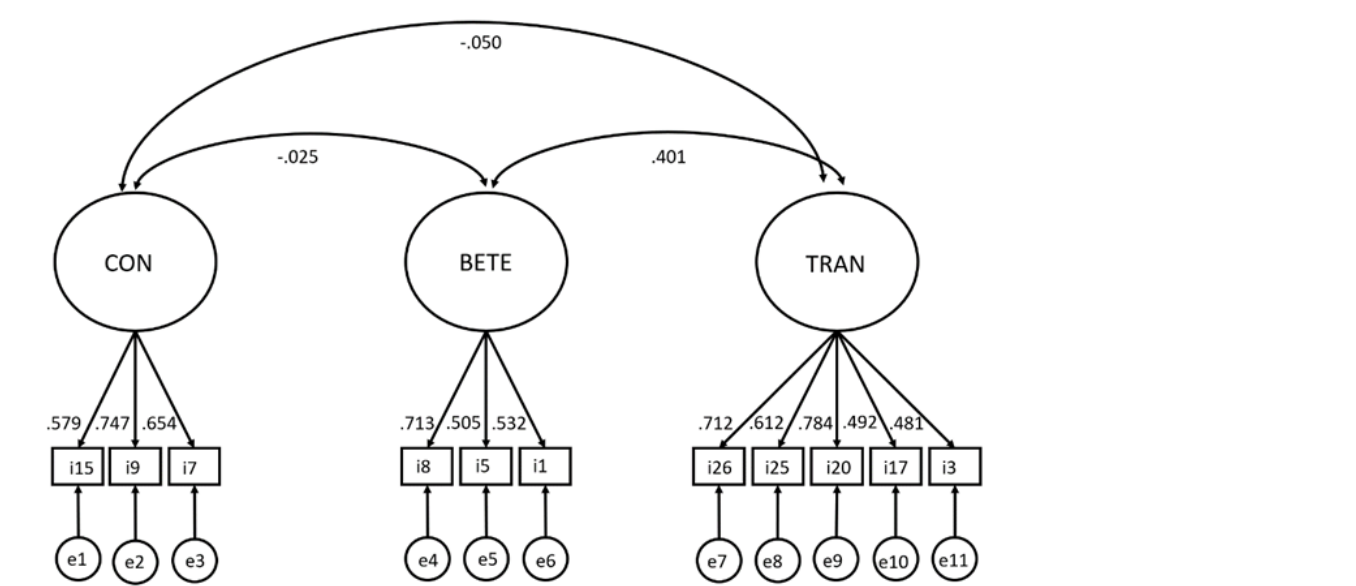 -.050
-.025 .401
CON BETE TRAN
.579 .747 .654 .713 .505 .532 .712 .612 .784 .492 .481
i15 i9 i7 i8 i5 i1 i26 i25 i20 i17 i3
e1 e2 e3 e4 e5 e6 e7 e8 e9 e10 e11